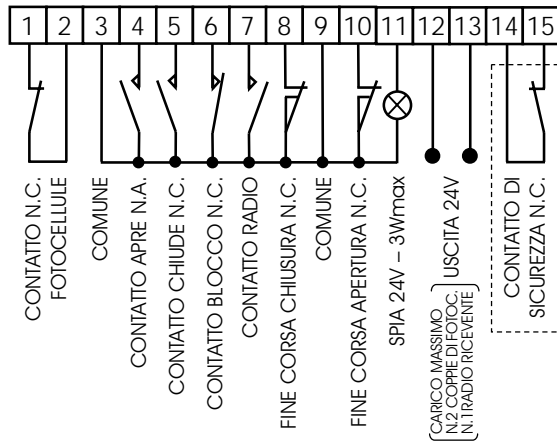 1 2 3 4 5 6 7 8 9 10 11 12 13 14 15
CONTATTO N.C.
FOTOCELLULE
COMUNE
CONTATTO APRE N.A.
CONTATTO CHIUDE N.C.
CONTATTO BLOCCO N.C.
CONTATTO RADIO
FINE CORSA CHIUSURA N.C.
COMUNE
FINE CORSA APERTURA N.C.
SPIA 24V – 3Wmax
USCITA 24V
CARICO MASSIMO
N.2 COPPIE DI FOTOC.
N.1 RADIO RICEVENTE
CONTATTO DI
SICUREZZA N.C.